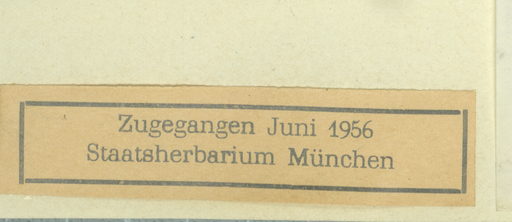 Zugegangen Juni 1956
Staatsherbarium München